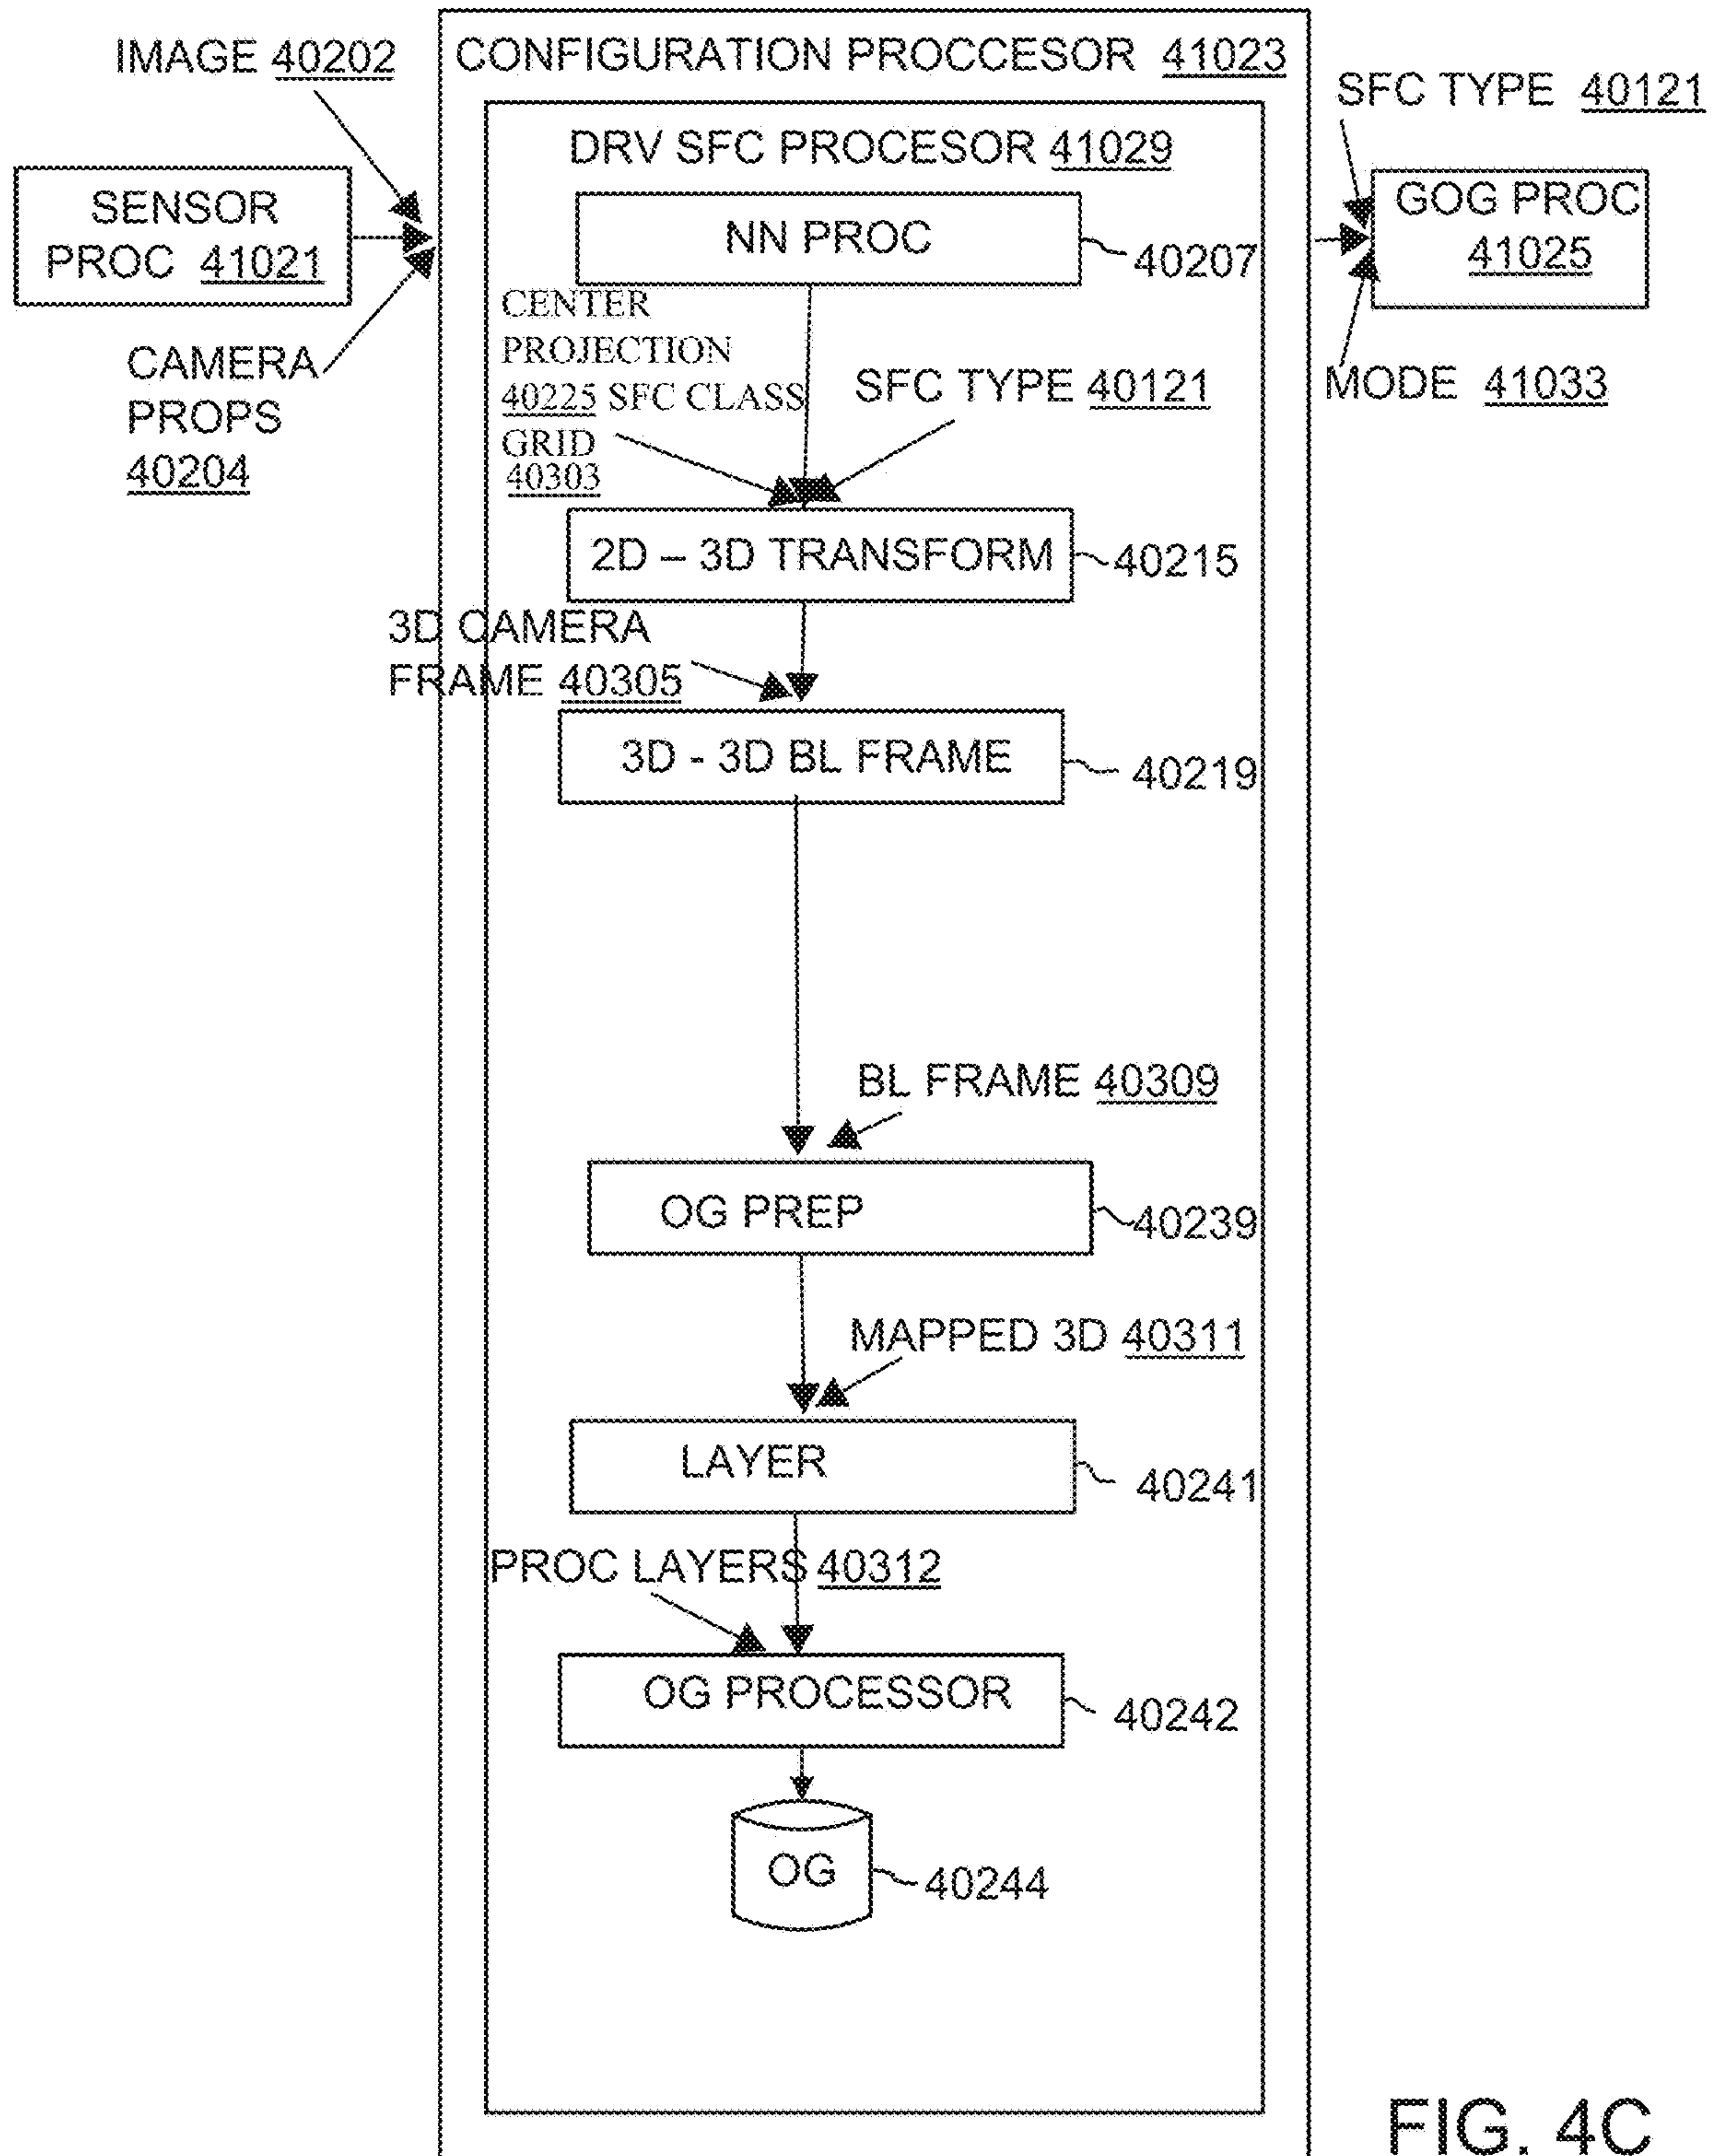 IMAGE 40202
CONFIGURATION PROCCESOR 41023
SFC TYPE 40121
DRV SFC PROCESOR 41029
SENSOR
PROC 41021
NN PROC
40207
GOG PROC
41025
CAMERA
PROPS
40204
MODE 41033
CENTER
PROJECTION
40225 SFC CLASS
GRID
40303
SFC TYPE 40121
2D – 3D TRANSFORM
40215
3D CAMERA
FRAME 40305
3D - 3D BL FRAME
40219
BL FRAME 40309
OG PREP
40239
MAPPED 3D 40311
LAYER
40241
PROC LAYERS 40312
OG PROCESSOR
40242
OG
40244
FIG. 4C